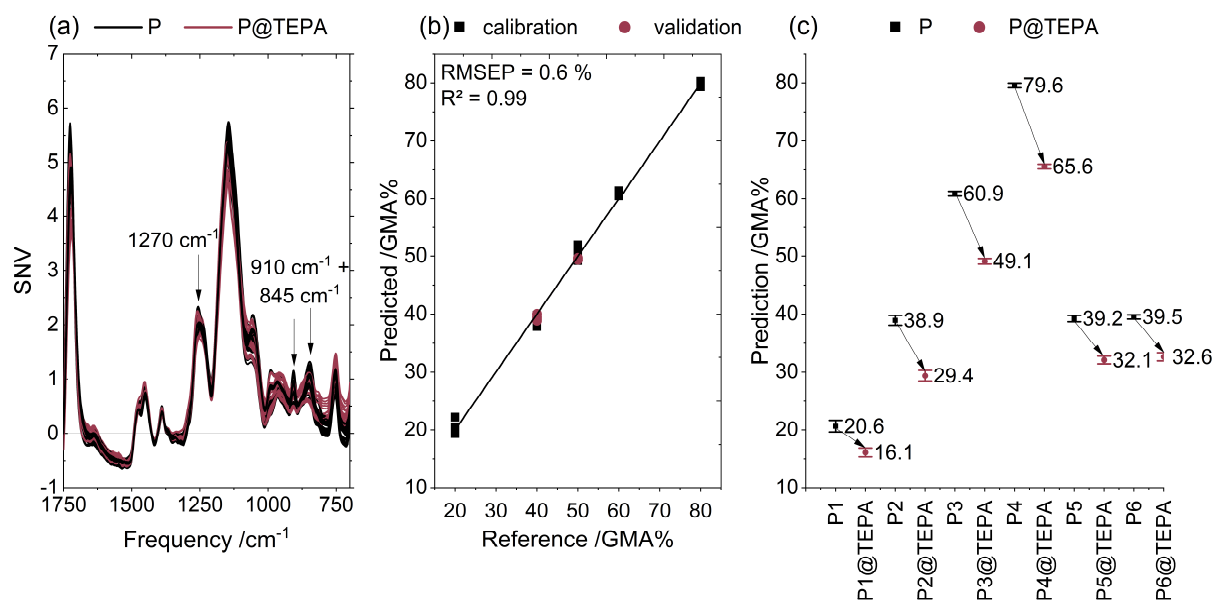 (a) P P@TEPA
7
6
5
4
3
2
1
0
-1
SNV
1270 cm⁻¹
910 cm⁻¹ +
845 cm⁻¹
1750 1500 1250 1000 750
Frequency /cm⁻¹
(b) calibration validation
RMSEP = 0.6 %
R² = 0.99
80
70
60
50
40
30
20
10
Predicted /GMA%
20 30 40 50 60 70 80
Reference /GMA%
(c) P P@TEPA
80
70
60
50
40
30
20
10
Prediction /GMA%
79.6
65.6
60.9
49.1
38.9
29.4
20.6
16.1
39.2
32.1
39.5
32.6
P1
P1@TEPA
P2
P2@TEPA
P3
P3@TEPA
P4
P4@TEPA
P5
P5@TEPA
P6
P6@TEPA